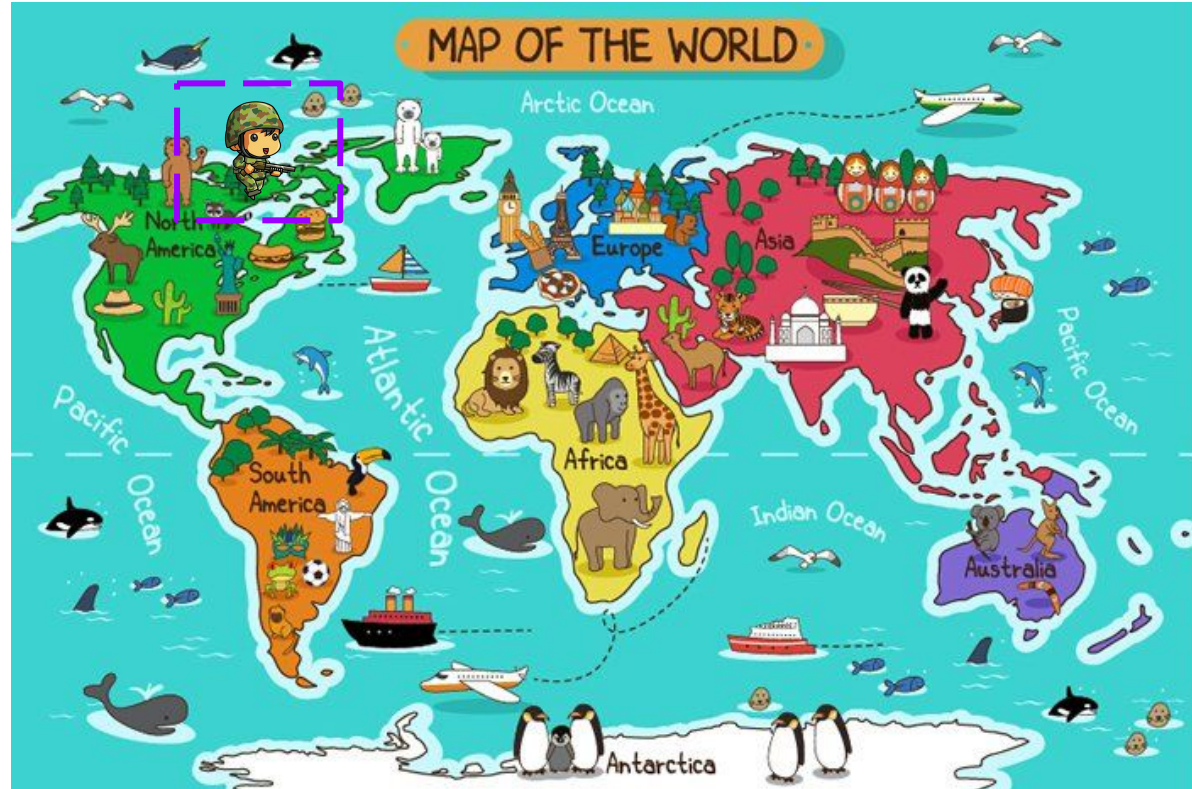 MAP OF THE WORLD
Arctic Ocean
North
America
Europe
Asia
Pacific Ocean
Atlantic
Ocean
Pacific
Ocean
South
America
Africa
Indian Ocean
Australia
Antarctica